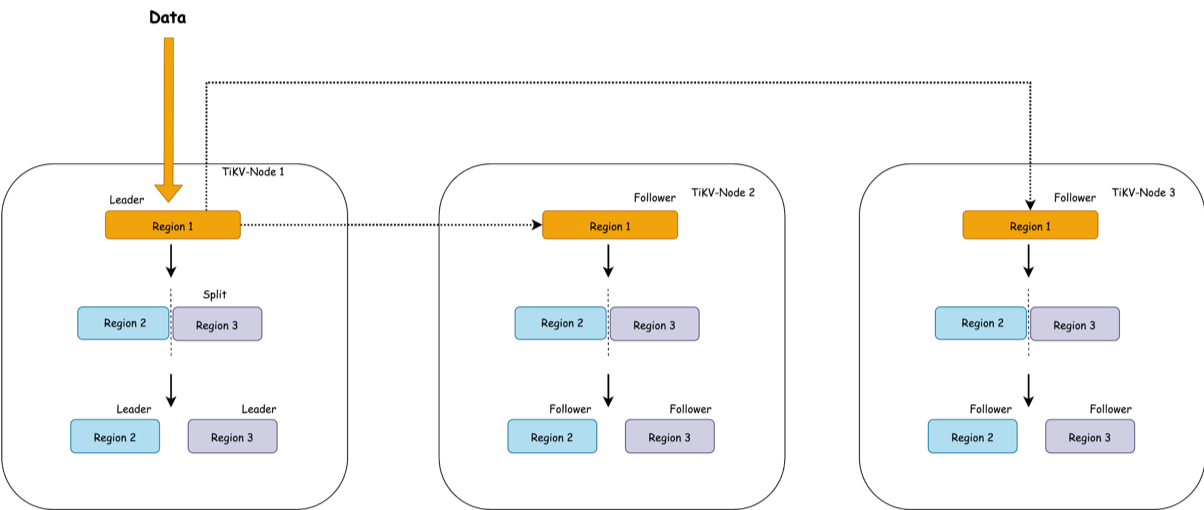 Data
TiKV-Node 1
Leader
Region 1
Split
Region 2
Region 3
Leader
Leader
Region 2
Region 3
TiKV-Node 2
Follower
Region 1
Region 2
Region 3
Follower
Follower
Region 2
Region 3
TiKV-Node 3
Follower
Region 1
Region 2
Region 3
Follower
Follower
Region 2
Region 3